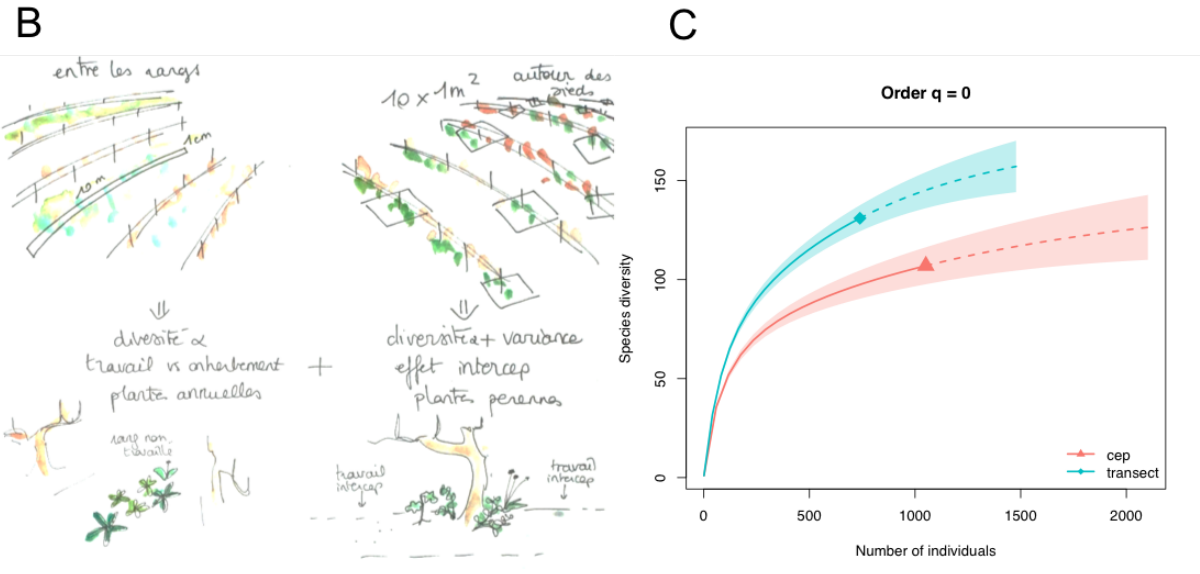 B
entre les rangs
1cm
10 m
10 x 1m²
autour des
pieds
⇓
diversité α
travail vs enherbement
plantes annuelles
+
⇓
diversité α + variance
effet intercep
plantes perennes
rang non
travaillé
travail
intercep
travail
intercep
C
Order q = 0
Species diversity
150
100
50
0
cep
transect
0 500 1000 1500 2000
Number of individuals